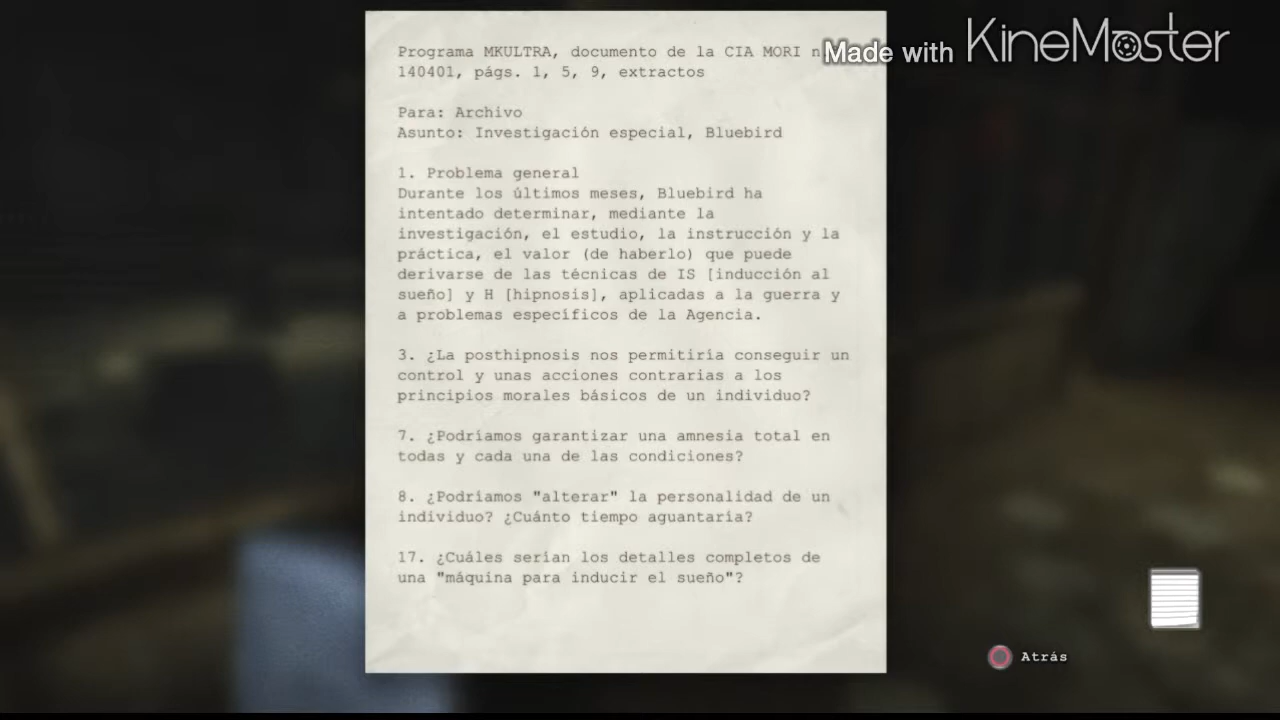 Made with KineMaster
Programa MKULTRA, documento de la CIA MORI
140401, págs. 1, 5, 9, extractos
Para: Archivo
Asunto: Investigación especial, Bluebird
1. Problema general
Durante los últimos meses, Bluebird ha
intentado determinar, mediante la
investigación, el estudio, la instrucción y la
práctica, el valor (de haberlo) que puede
derivarse de las técnicas de IS [inducción al
sueño] y H [hipnosis], aplicadas a la guerra y
a problemas específicos de la Agencia.
3. ¿La posthipnosis nos permitiría conseguir un
control y unas acciones contrarias a los
principios morales básicos de un individuo?
7. ¿Podríamos garantizar una amnesia total en
todas y cada una de las condiciones?
8. ¿Podríamos "alterar" la personalidad de un
individuo? ¿Cuánto tiempo aguantaría?
17. ¿Cuáles serían los detalles completos de
una "máquina para inducir el sueño"?
Atrás